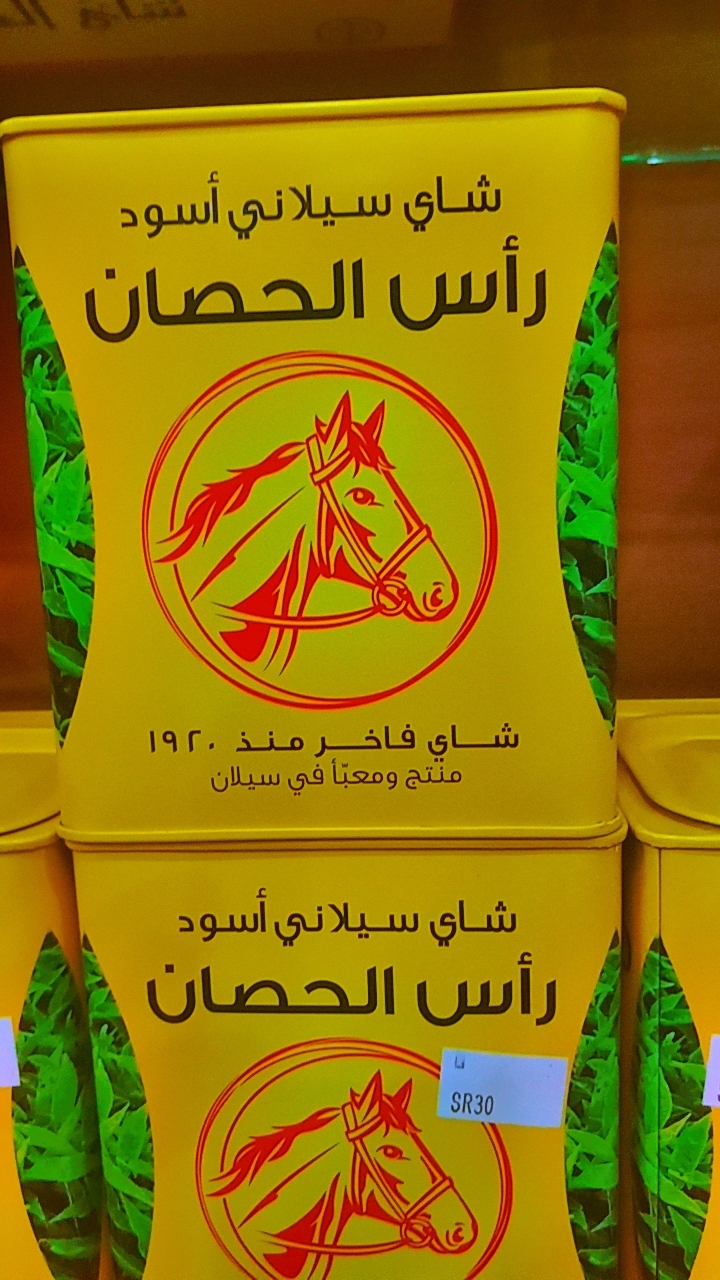 شاي سيلاني أسود
رأس الحصان
شاي فاخر منذ ١٩٢٠
منتج ومعبّأ في سيلان
شاي سيلاني أسود
رأس الحصان
SR30